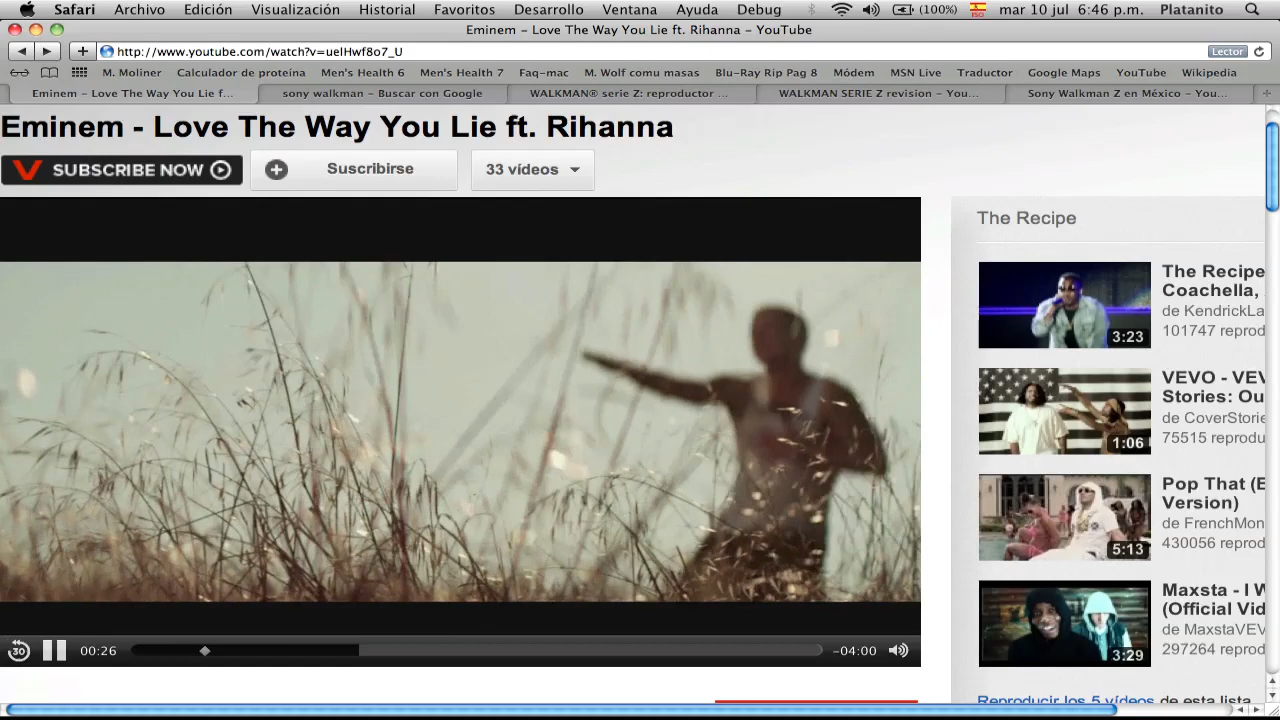 Safari Archivo Edición Visualización Historial Favoritos Desarrollo Ventana Ayuda Debug (100%) ISO mar 10 jul 6:46 p.m. Platanito
Eminem – Love The Way You Lie ft. Rihanna – YouTube
http://www.youtube.com/watch?v=uelHwf8o7_U Lector
M. Moliner Calculador de proteína Men's Health 6 Men's Health 7 Faq-mac M. Wolf comu masas Blu-Ray Rip Pag 8 Módem MSN Live Traductor Google Maps YouTube Wikipedia
Eminem – Love The Way You Lie f... sony walkman – Buscar con Google WALKMAN® serie Z: reproductor ... WALKMAN SERIE Z revision – You... Sony Walkman Z en México – You...
Eminem - Love The Way You Lie ft. Rihanna
SUBSCRIBE NOW Suscribirse 33 vídeos
The Recipe
The Recipe
Coachella,
de KendrickLa
101747 reprod
3:23
VEVO - VEV
Stories: Ou
de CoverStorie
75515 reprodu
1:06
Pop That (E
Version)
de FrenchMon
430056 reprod
5:13
Maxsta - I W
(Official Vid
de MaxstaVEV
297264 reprod
3:29
30 00:26 −04:00
Reproducir los 5 vídeos de esta lista